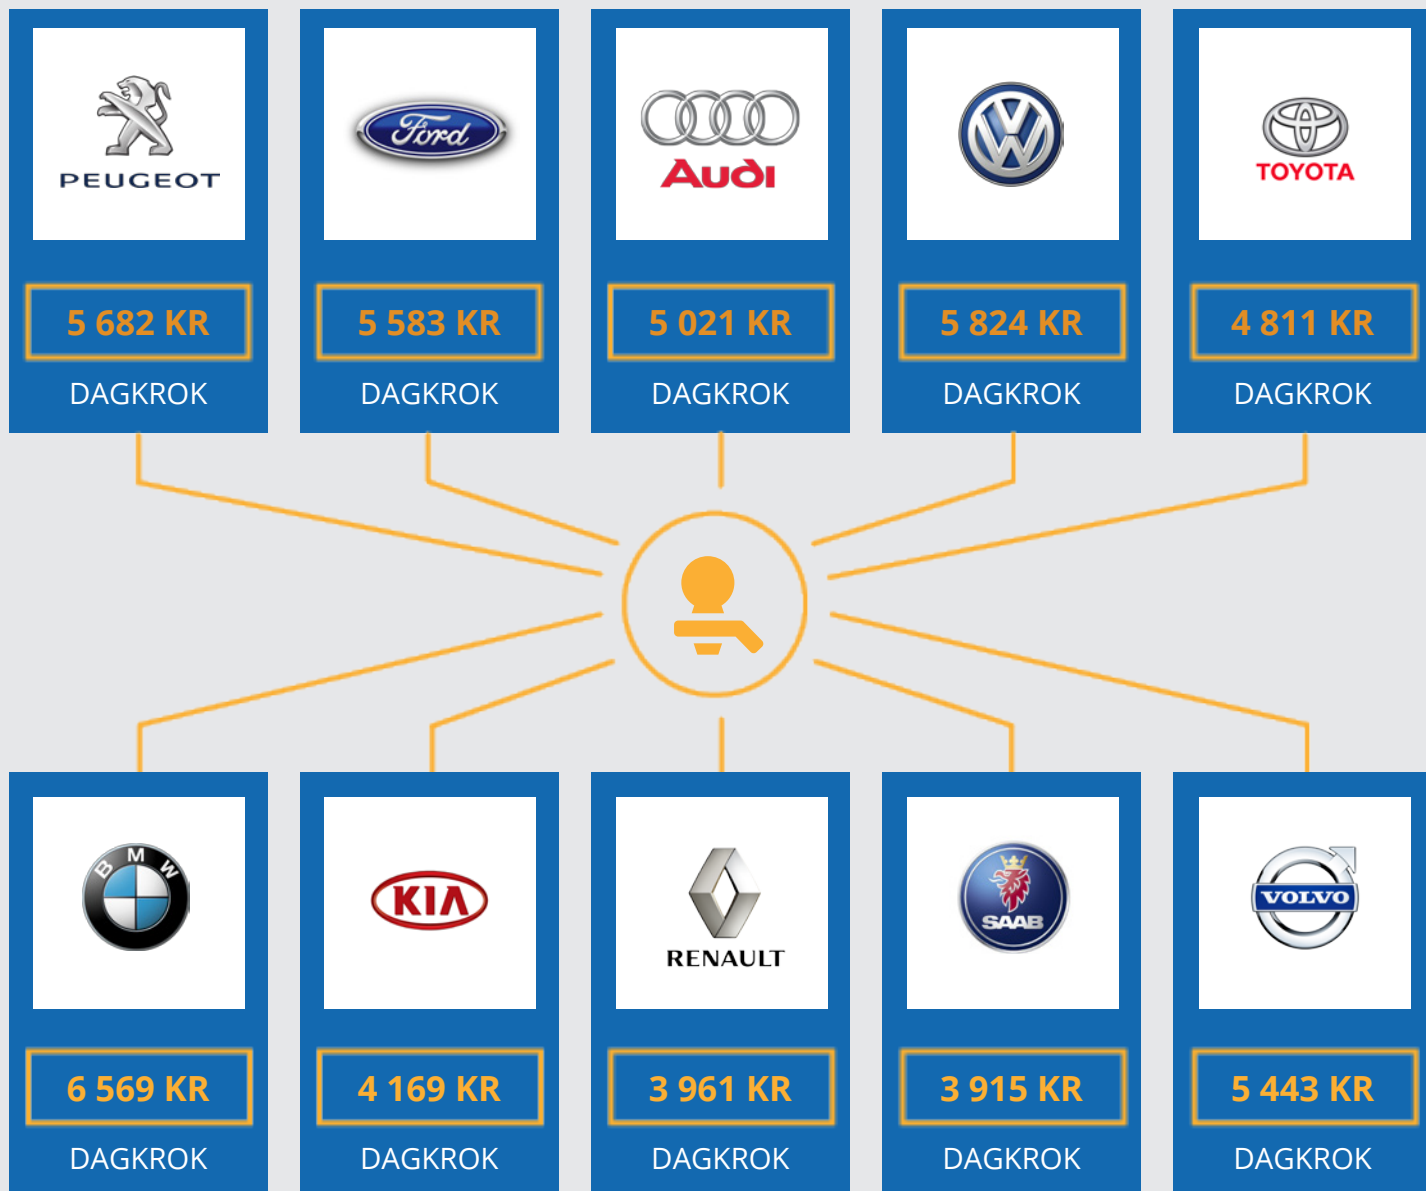 PEUGEOT
Ford
Audi
VW
TOYOTA
5 682 KR
5 583 KR
5 021 KR
5 824 KR
4 811 KR
DAGKROK
DAGKROK
DAGKROK
DAGKROK
DAGKROK
BMW
KIA
RENAULT
SAAB
VOLVO
6 569 KR
4 169 KR
3 961 KR
3 915 KR
5 443 KR
DAGKROK
DAGKROK
DAGKROK
DAGKROK
DAGKROK